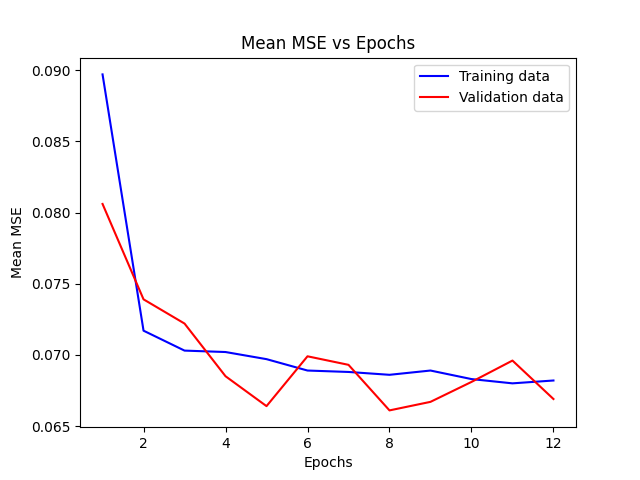 Mean MSE vs Epochs
Training data
Validation data
0.090
0.085
0.080
0.075
0.070
0.065
Mean MSE
2 4 6 8 10 12
Epochs